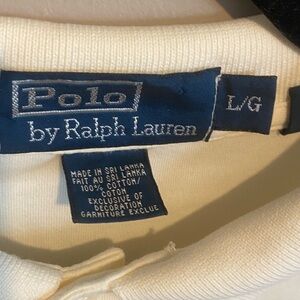 Polo
by Ralph Lauren
L/G
MADE IN SRI LANKA
FAIT AU SRI LANKA
100% COTTON/
COTON
EXCLUSIVE OF
DECORATION
GARNITURE EXCLUE